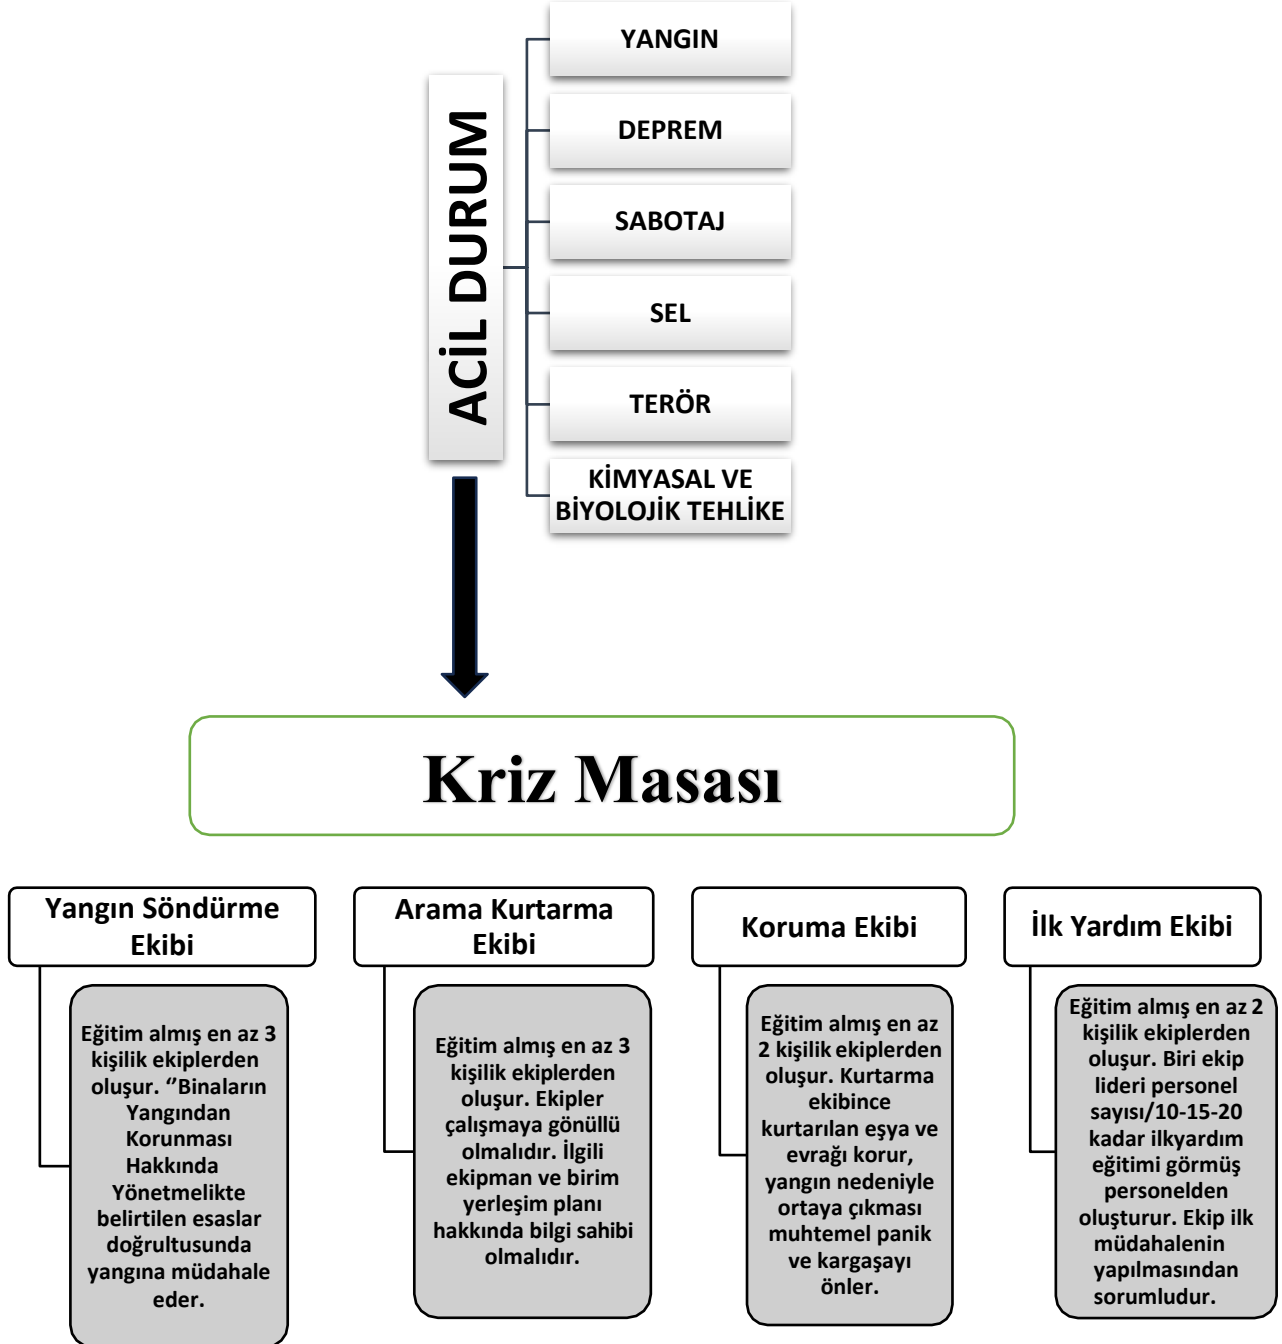 YANGIN
DEPREM
SABOTAJ
SEL
TERÖR
KİMYASAL VE
BİYOLOJİK TEHLİKE
ACİL DURUM
Kriz Masası
Yangın Söndürme
Ekibi
Eğitim almış en az 3
kişilik ekiplerden
oluşur. ‘’Binaların
Yangından
Korunması
Hakkında
Yönetmelikte
belirtilen esaslar
doğrultusunda
yangına müdahale
eder.
Arama Kurtarma
Ekibi
Eğitim almış en az 3
kişilik ekiplerden
oluşur. Ekipler
çalışmaya gönüllü
olmalıdır. İlgili
ekipman ve birim
yerleşim planı
hakkında bilgi sahibi
olmalıdır.
Koruma Ekibi
Eğitim almış en az
2 kişilik ekiplerden
oluşur. Kurtarma
ekibince
kurtarılan eşya ve
evrağı korur,
yangın nedeniyle
ortaya çıkması
muhtemel panik
ve kargaşayı
önler.
İlk Yardım Ekibi
Eğitim almış en az 2
kişilik ekiplerden
oluşur. Biri ekip
lideri personel
sayısı/10-15-20
kadar ilkyardım
eğitimi görmüş
personelden
oluşturur. Ekip ilk
müdahalenin
yapılmasından
sorumludur.